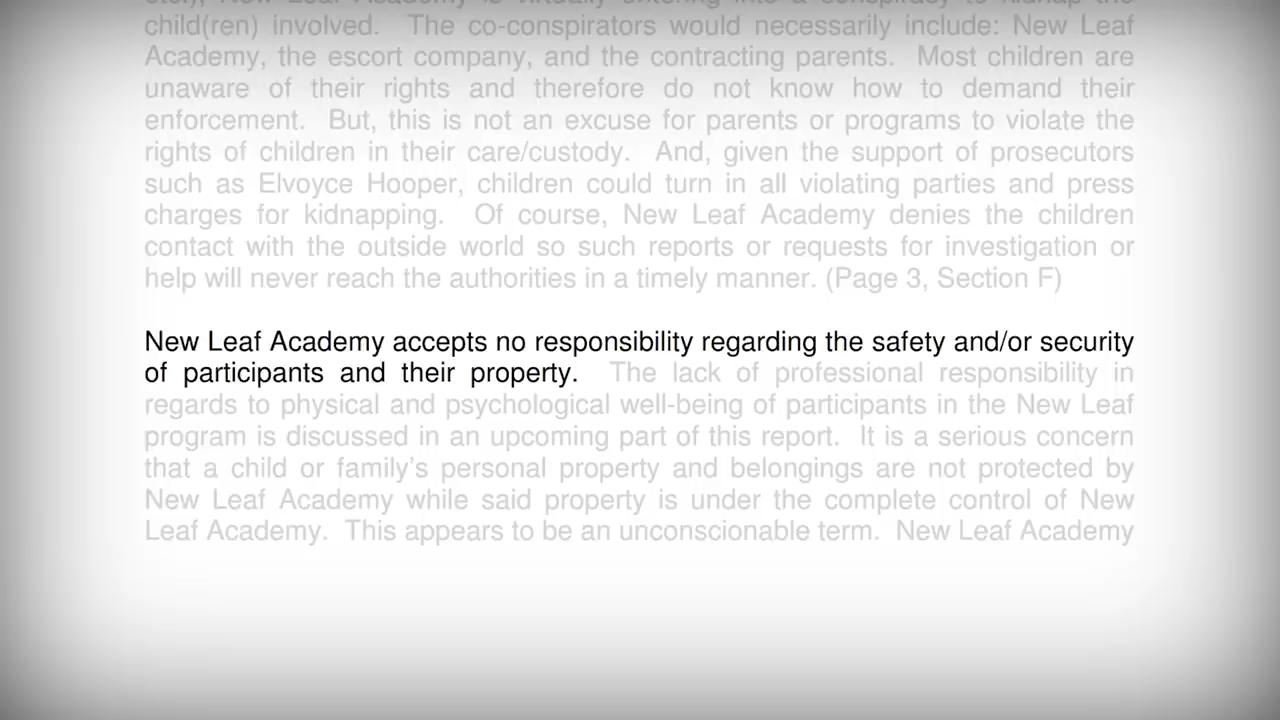 child(ren) involved. The co-conspirators would necessarily include: New Leaf
Academy, the escort company, and the contracting parents. Most children are
unaware of their rights and therefore do not know how to demand their
enforcement. But, this is not an excuse for parents or programs to violate the
rights of children in their care/custody. And, given the support of prosecutors
such as Elvoyce Hooper, children could turn in all violating parties and press
charges for kidnapping. Of course, New Leaf Academy denies the children
contact with the outside world so such reports or requests for investigation or
help will never reach the authorities in a timely manner. (Page 3, Section F)
New Leaf Academy accepts no responsibility regarding the safety and/or security
of participants and their property. The lack of professional responsibility in
regards to physical and psychological well-being of participants in the New Leaf
program is discussed in an upcoming part of this report. It is a serious concern
that a child or family's personal property and belongings are not protected by
New Leaf Academy while said property is under the complete control of New
Leaf Academy. This appears to be an unconscionable term. New Leaf Academy